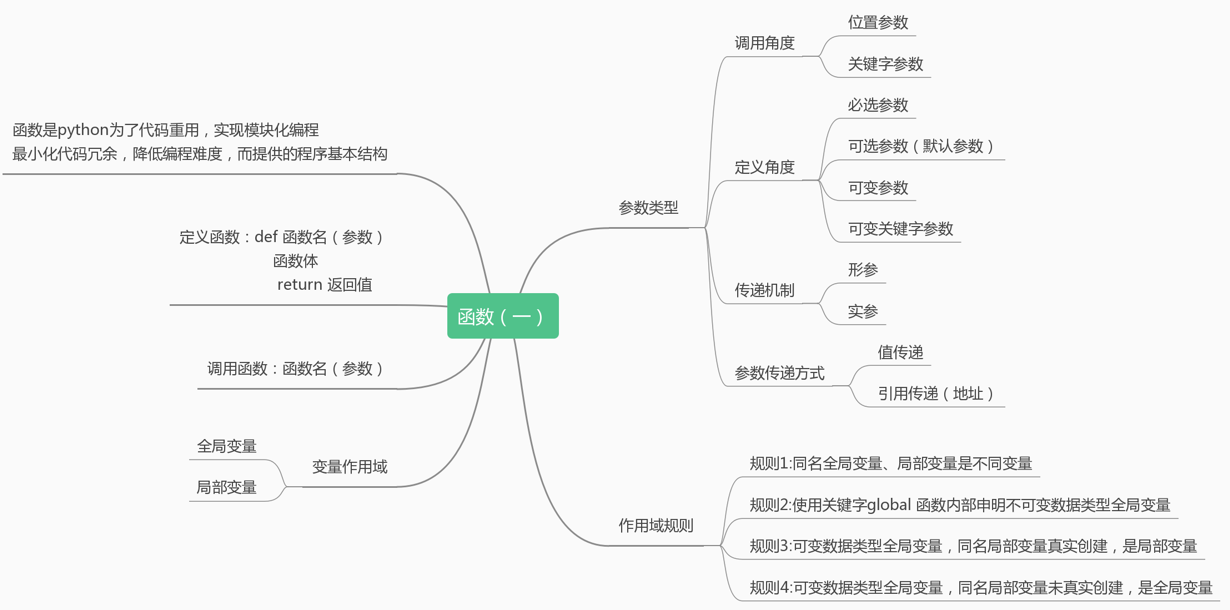 函数（一）
函数是python为了代码重用，实现模块化编程
最小化代码冗余，降低编程难度，而提供的程序基本结构
定义函数：def 函数名（参数）
函数体
return 返回值
调用函数：函数名（参数）
变量作用域
全局变量
局部变量
参数类型
调用角度
位置参数
关键字参数
定义角度
必选参数
可选参数（默认参数）
可变参数
可变关键字参数
传递机制
形参
实参
参数传递方式
值传递
引用传递（地址）
作用域规则
规则1:同名全局变量、局部变量是不同变量
规则2:使用关键字global 函数内部申明不可变数据类型全局变量
规则3:可变数据类型全局变量，同名局部变量真实创建，是局部变量
规则4:可变数据类型全局变量，同名局部变量未真实创建，是全局变量